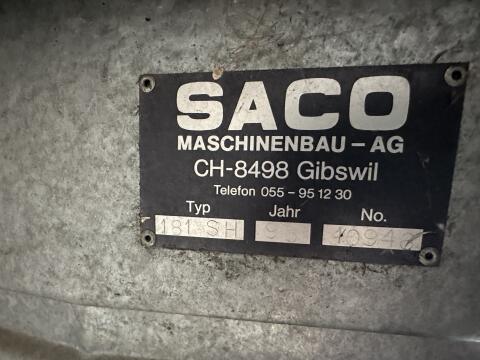 SACO
MASCHINENBAU – AG
CH-8498 Gibswil
Telefon 055 – 95 12 30
Typ Jahr No.
181 SH